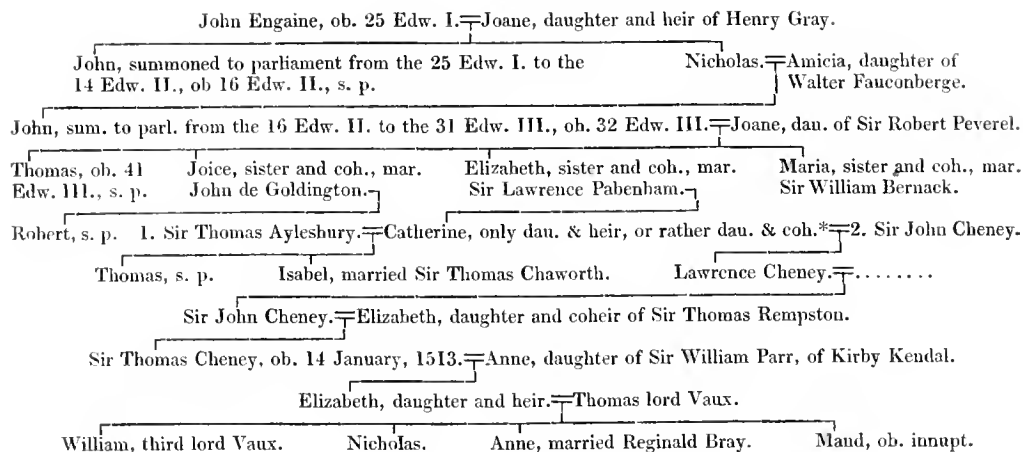 John Engaine, ob. 25 Edw. I.=Joane, daughter and heir of Henry Gray.
John, summoned to parliament from the 25 Edw. I. to the Nicholas.=Amicia, daughter of
14 Edw. II., ob 16 Edw. II., s. p. Walter Fauconberge.
John, sum. to parl. from the 16 Edw. II. to the 31 Edw. III., ob. 32 Edw. III.=Joane, dau. of Sir Robert Peverel.
Thomas, ob. 41 Joice, sister and coh., mar. Elizabeth, sister and coh., mar. Maria, sister and coh., mar.
Edw. III., s. p. John de Goldington. Sir Lawrence Pabenham. Sir William Bernack.
Robert, s. p. 1. Sir Thomas Aylesbury.=Catherine, only dau. & heir, or rather dau. & coh.*=2. Sir John Cheney.
Thomas, s. p. Isabel, married Sir Thomas Chaworth. Lawrence Cheney.=........
Sir John Cheney.=Elizabeth, daughter and coheir of Sir Thomas Rempston.
Sir Thomas Cheney, ob. 14 January, 1513.=Anne, daughter of Sir William Parr, of Kirby Kendal.
Elizabeth, daughter and heir.=Thomas lord Vaux.
William, third lord Vaux. Nicholas. Anne, married Reginald Bray. Maud, ob. innupt.